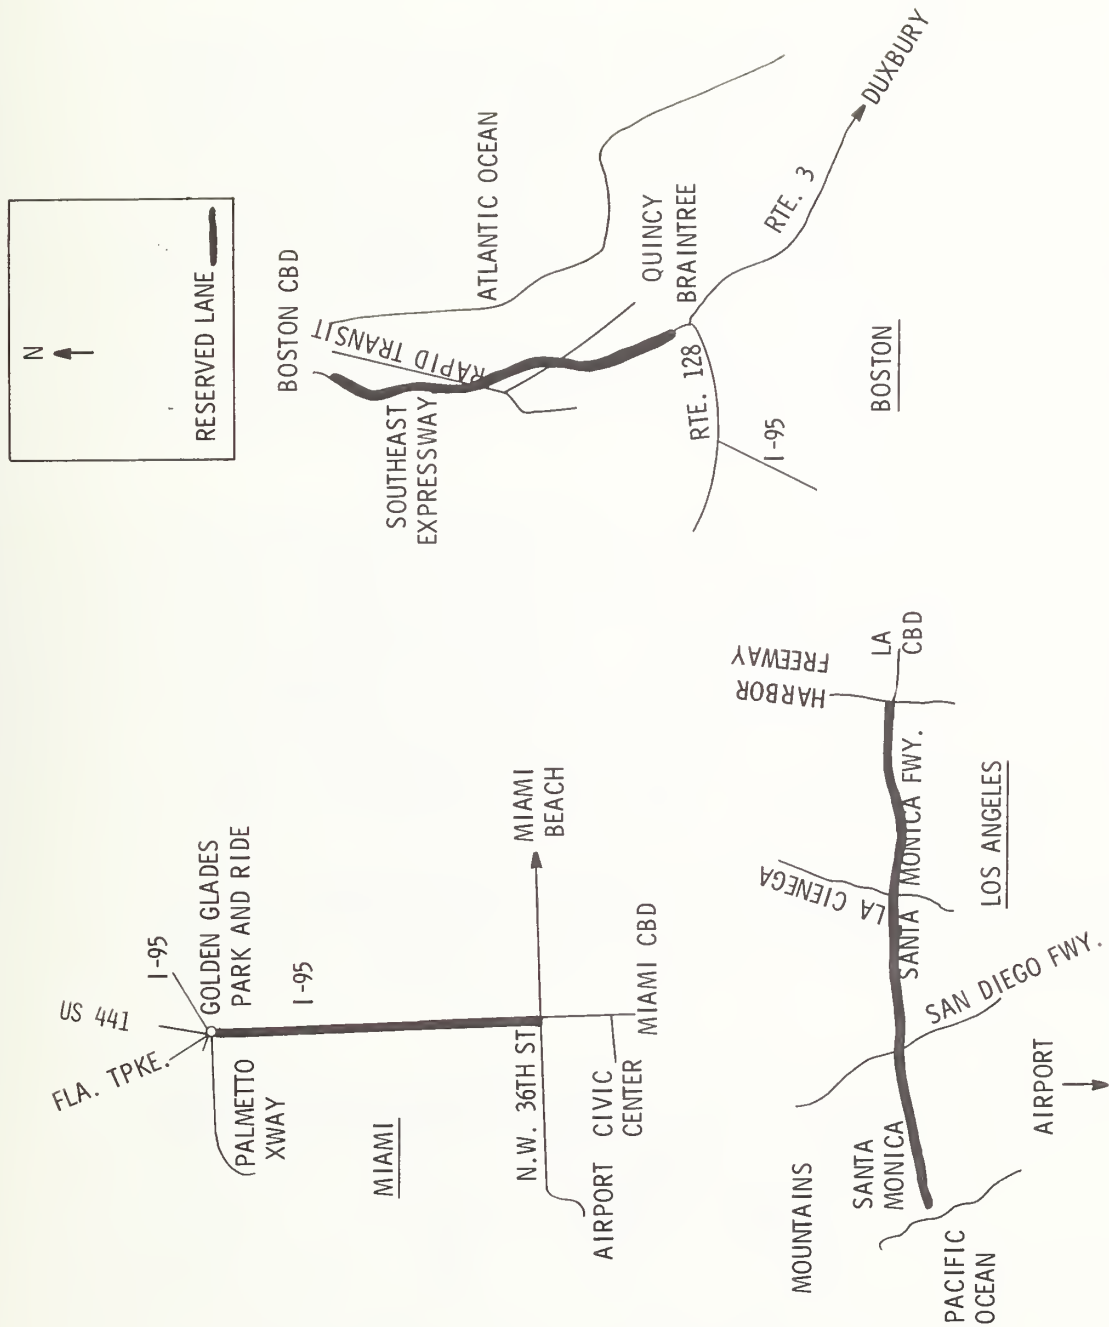 N
RESERVED LANE
BOSTON CBD
RAPID TRANSIT
ATLANTIC OCEAN
SOUTHEAST
EXPRESSWAY
QUINCY
BRAINTREE
RTE. 128
RTE. 3
DUXBURY
I-95
BOSTON
US 441
FLA. TPKE.
I-95
GOLDEN GLADES
PARK AND RIDE
PALMETTO
XWAY
I-95
MIAMI
N.W. 36TH ST
MIAMI
BEACH
AIRPORT
CIVIC
CENTER
MIAMI CBD
MOUNTAINS
SANTA
MONICA
PACIFIC
OCEAN
SAN DIEGO FWY.
AIRPORT
LA CIENEGA
SANTA MONICA FWY.
HARBOR
FREEWAY
LA
CBD
LOS ANGELES